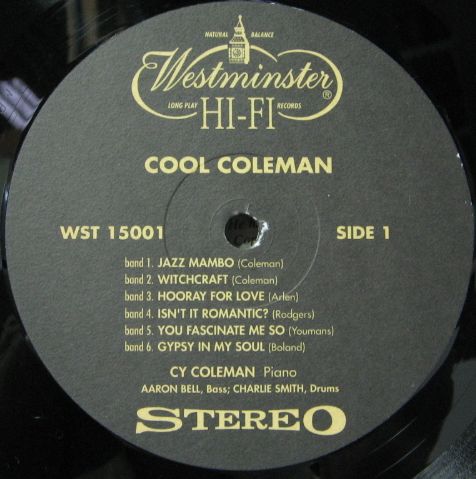 NATURAL BALANCE
Westminster®
LONG PLAY RECORDS
HI-FI
COOL COLEMAN
WST 15001 SIDE 1
band 1. JAZZ MAMBO (Coleman)
band 2. WITCHCRAFT (Coleman)
band 3. HOORAY FOR LOVE (Arlen)
band 4. ISN'T IT ROMANTIC? (Rodgers)
band 5. YOU FASCINATE ME SO (Youmans)
band 6. GYPSY IN MY SOUL (Boland)
CY COLEMAN Piano
AARON BELL, Bass; CHARLIE SMITH, Drums
STEREO